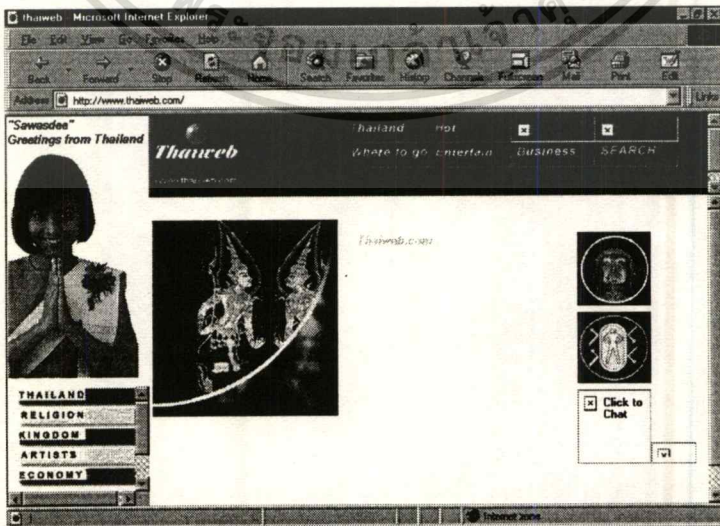 thaiweb - Microsoft Internet Explorer
File Edit View Go Favorites Help
Back Forward Stop Refresh Home Search Favorites History Channels Fullscreen Mail Print Edit
Address http://www.thaiweb.com/ Links
"Sawasdee"
Greetings from Thailand
Thaiweb
Thailand Hot
Where to go Entertain Business SEARCH
Thaiweb.com
THAILAND
RELIGION
KINGDOM
ARTISTS
ECONOMY
Click to
Chat
Internet zone